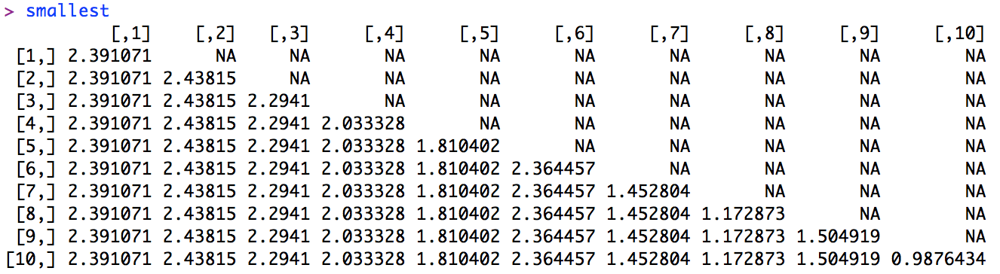 > smallest
          [,1]    [,2]   [,3]     [,4]     [,5]     [,6]     [,7]     [,8]     [,9]     [,10]
 [1,] 2.391071      NA     NA       NA       NA       NA       NA       NA       NA        NA
 [2,] 2.391071 2.43815     NA       NA       NA       NA       NA       NA       NA        NA
 [3,] 2.391071 2.43815 2.2941       NA       NA       NA       NA       NA       NA        NA
 [4,] 2.391071 2.43815 2.2941 2.033328       NA       NA       NA       NA       NA        NA
 [5,] 2.391071 2.43815 2.2941 2.033328 1.810402       NA       NA       NA       NA        NA
 [6,] 2.391071 2.43815 2.2941 2.033328 1.810402 2.364457       NA       NA       NA        NA
 [7,] 2.391071 2.43815 2.2941 2.033328 1.810402 2.364457 1.452804       NA       NA        NA
 [8,] 2.391071 2.43815 2.2941 2.033328 1.810402 2.364457 1.452804 1.172873       NA        NA
 [9,] 2.391071 2.43815 2.2941 2.033328 1.810402 2.364457 1.452804 1.172873 1.504919        NA
[10,] 2.391071 2.43815 2.2941 2.033328 1.810402 2.364457 1.452804 1.172873 1.504919 0.9876434